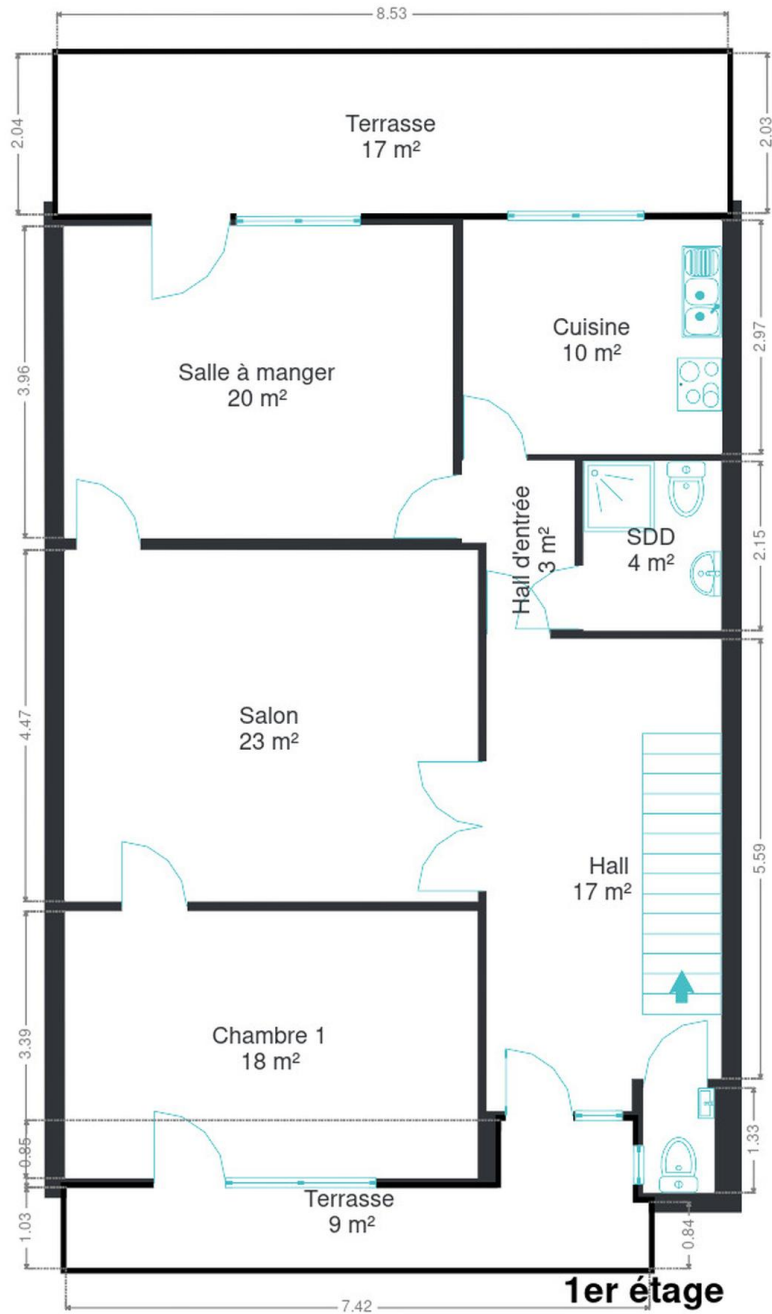 8.53
2.04
2.03
Terrasse
17 m²
3.96
Salle à manger
20 m²
Cuisine
10 m²
2.97
Hall d'entrée
3 m²
SDD
4 m²
2.15
4.47
Salon
23 m²
Hall
17 m²
5.59
3.39
Chambre 1
18 m²
0.85
1.33
1.03
Terrasse
9 m²
0.84
1er étage
7.42